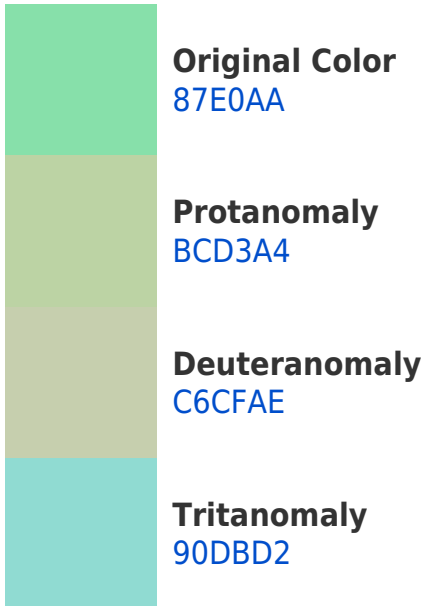 Original Color
87E0AA
Protanomaly
BCD3A4
Deuteranomaly
C6CFAE
Tritanomaly
90DBD2